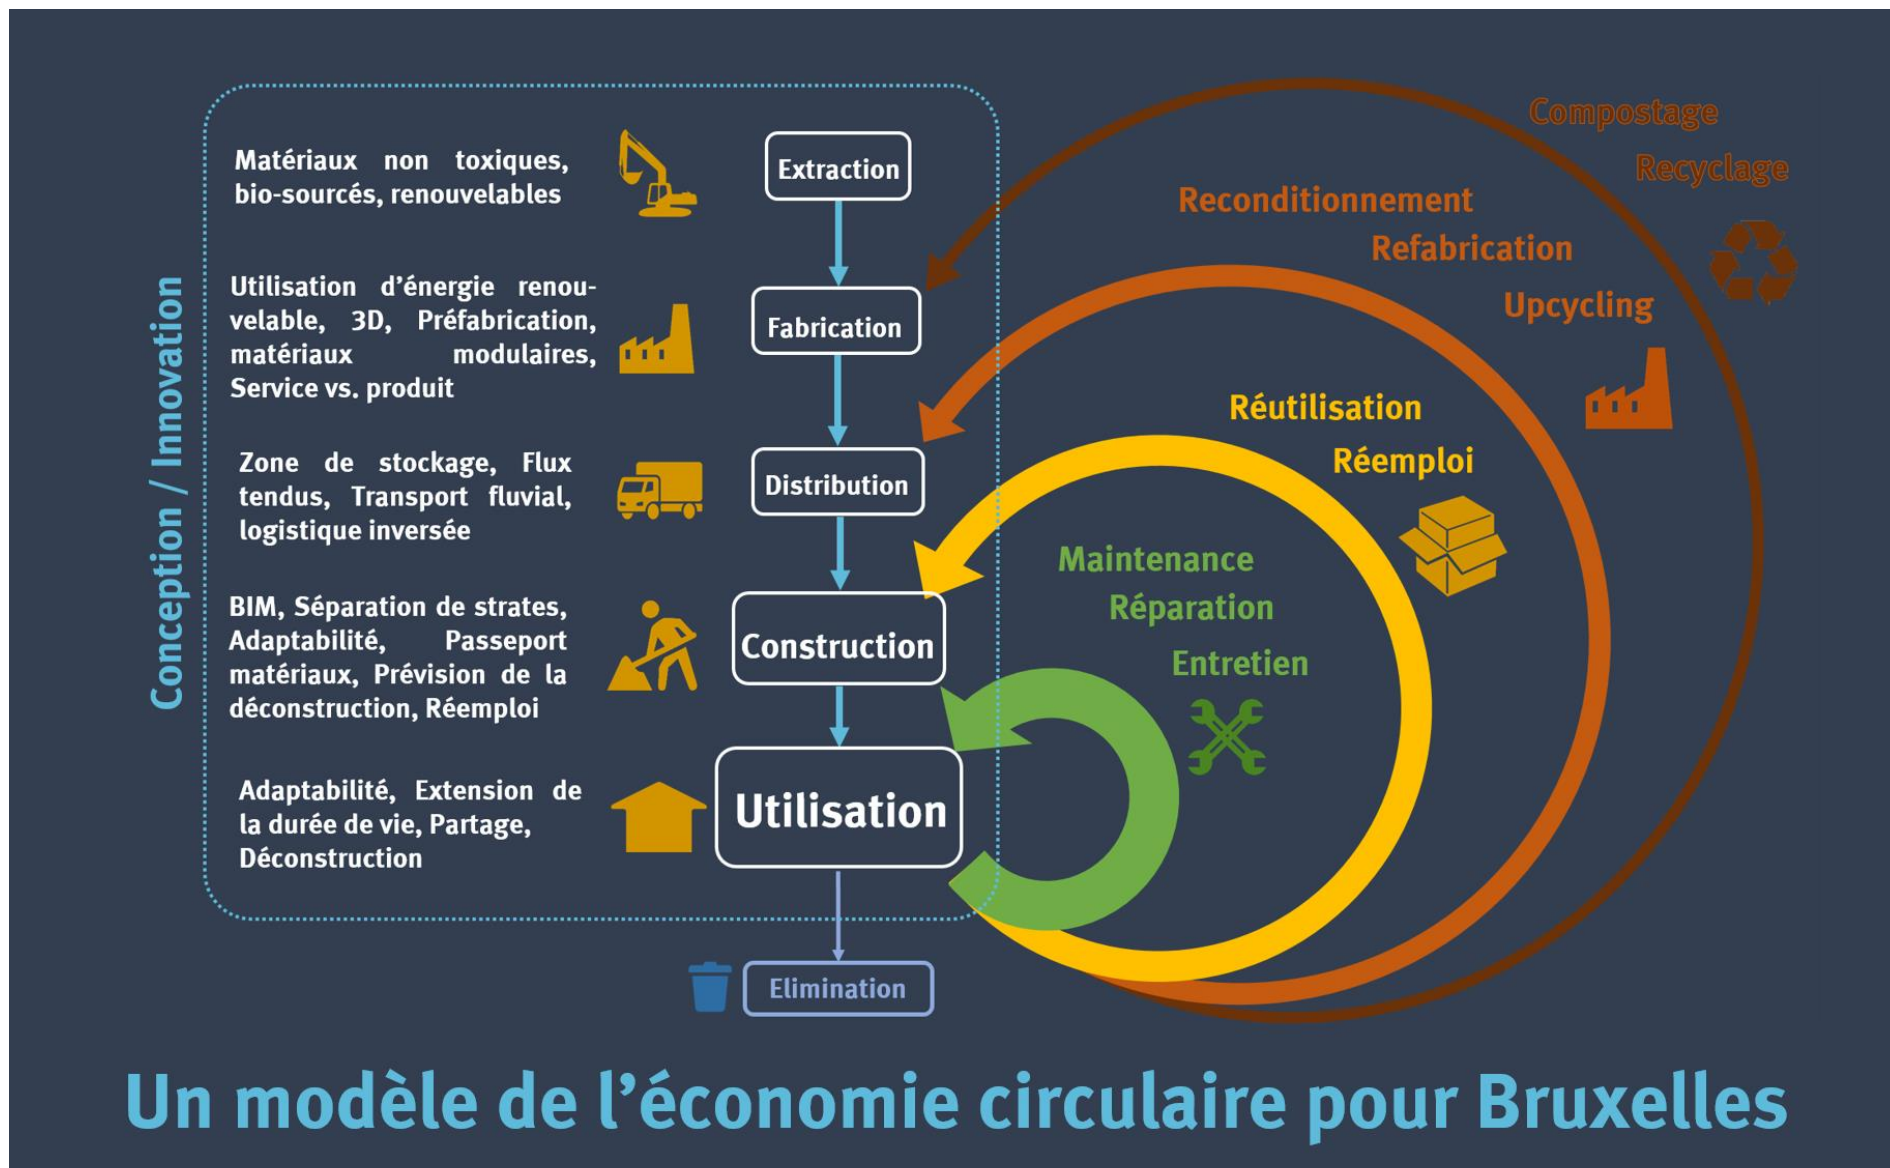 Conception / Innovation
Matériaux non toxiques,
bio-sourcés, renouvelables
Extraction
Utilisation d’énergie renou-
velable, 3D, Préfabrication,
matériaux modulaires,
Service vs. produit
Fabrication
Zone de stockage, Flux
tendus, Transport fluvial,
logistique inversée
Distribution
BIM, Séparation de strates,
Adaptabilité, Passeport
matériaux, Prévision de la
déconstruction, Réemploi
Construction
Adaptabilité, Extension de
la durée de vie, Partage,
Déconstruction
Utilisation
Elimination
Compostage
Recyclage
Reconditionnement
Refabrication
Upcycling
Réutilisation
Réemploi
Maintenance
Réparation
Entretien
Un modèle de l’économie circulaire pour Bruxelles